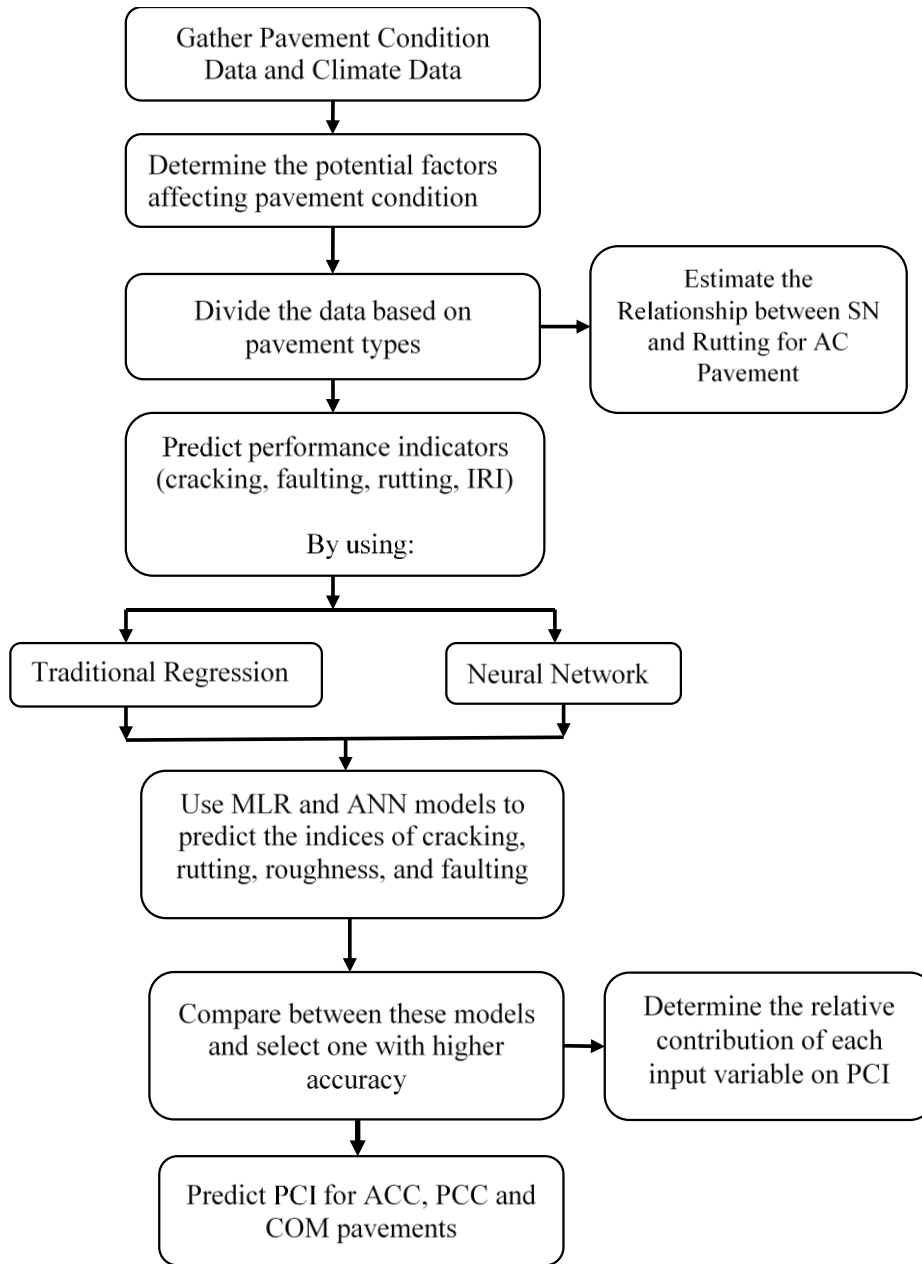 Gather Pavement Condition
Data and Climate Data
Determine the potential factors
affecting pavement condition
Divide the data based on
pavement types
Estimate the
Relationship between SN
and Rutting for AC
Pavement
Predict performance indicators
(cracking, faulting, rutting, IRI)
By using:
Traditional Regression
Neural Network
Use MLR and ANN models to
predict the indices of cracking,
rutting, roughness, and faulting
Compare between these models
and select one with higher
accuracy
Determine the relative
contribution of each
input variable on PCI
Predict PCI for ACC, PCC and
COM pavements